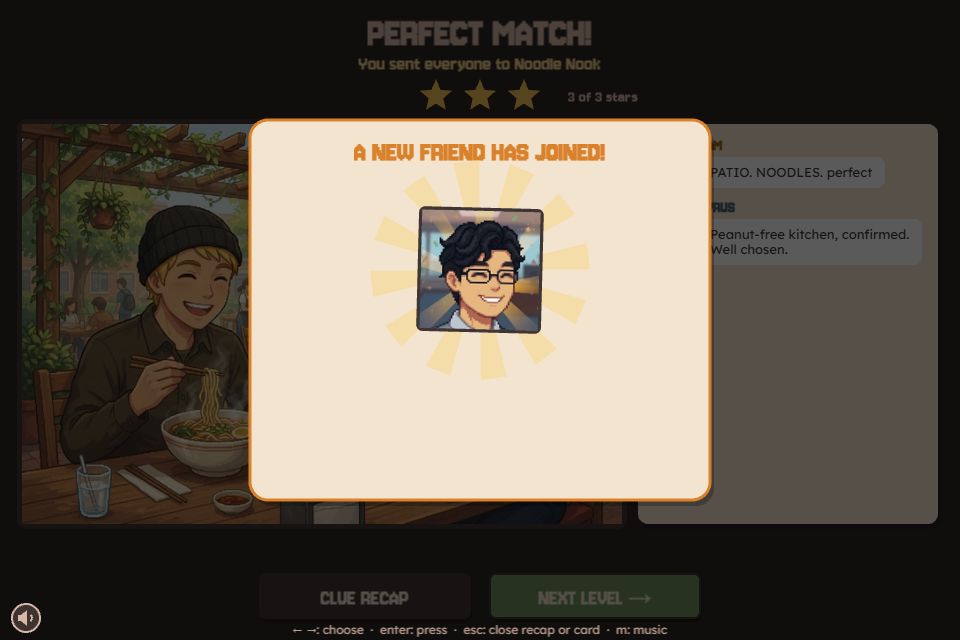 PERFECT MATCH!
You sent everyone to Noodle Nook
3 of 3 stars
A NEW FRIEND HAS JOINED!
PATIO. NOODLES. perfect
Peanut-free kitchen, confirmed.
Well chosen.
CLUE RECAP
NEXT LEVEL →
← →: choose · enter: press · esc: close recap or card · m: music